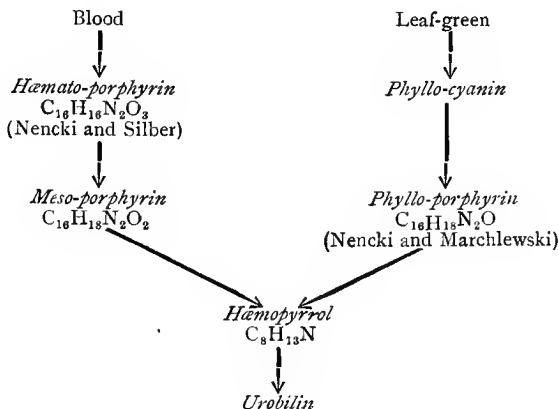 Blood
Leaf-green
Hæmato-porphyrin
C₁₆H₁₆N₂O₃
(Nencki and Silber)
Phyllo-cyanin
Meso-porphyrin
C₁₆H₁₈N₂O₂
Phyllo-porphyrin
C₁₆H₁₈N₂O
(Nencki and Marchlewski)
Hæmopyrrol
C₈H₁₃N
Urobilin